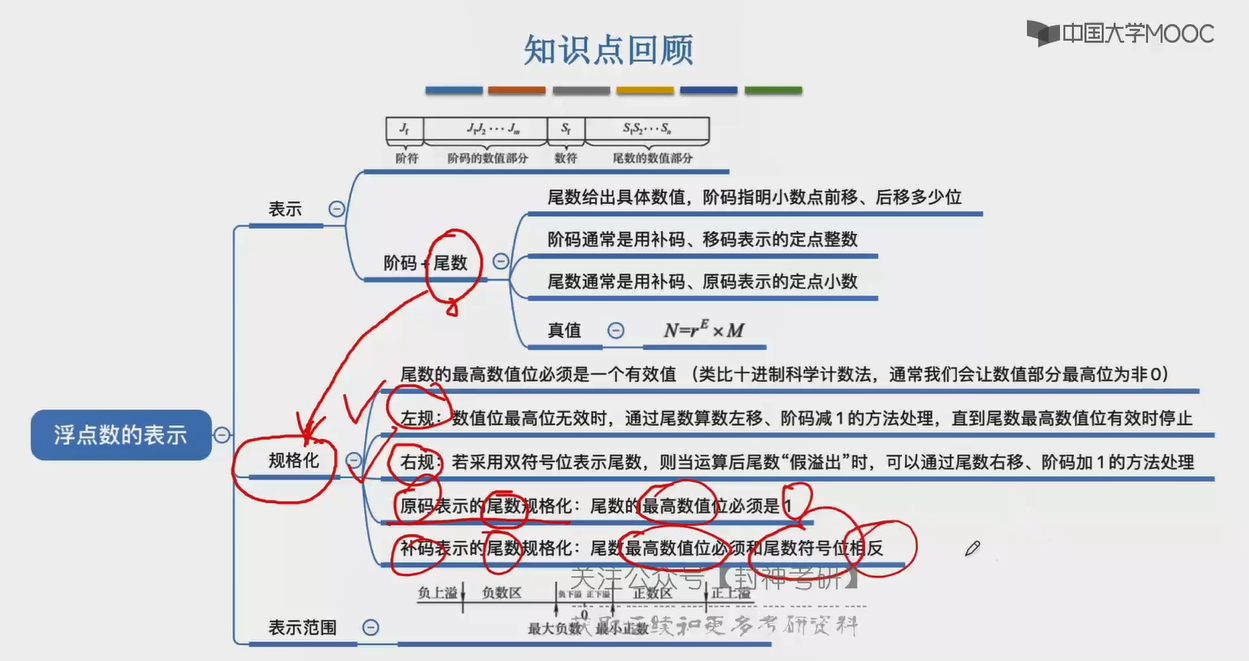 中国大学MOOC
知识点回顾
Jf J1J2···Jm Sf S1S2···Sn
阶符 阶码的数值部分 数符 尾数的数值部分
表示
阶码+尾数
尾数给出具体数值，阶码指明小数点前移、后移多少位
阶码通常是用补码、移码表示的定点整数
尾数通常是用补码、原码表示的定点小数
真值 N=r^E×M
浮点数的表示
规格化
尾数的最高数值位必须是一个有效值 （类比十进制科学计数法，通常我们会让数值部分最高位为非0）
左规：数值位最高位无效时，通过尾数算数左移、阶码减1的方法处理，直到尾数最高数值位有效时停止
右规：若采用双符号位表示尾数，则当运算后尾数“假溢出”时，可以通过尾数右移、阶码加1的方法处理
原码表示的尾数规格化：尾数的最高数值位必须是1
补码表示的尾数规格化：尾数最高数值位必须和尾数符号位相反
关注公众号【封神考研】
负上溢 负数区 负下溢 正下溢 正数区 正上溢
0
表示范围
最大负数 最小正数
获取后续和更多考研资料